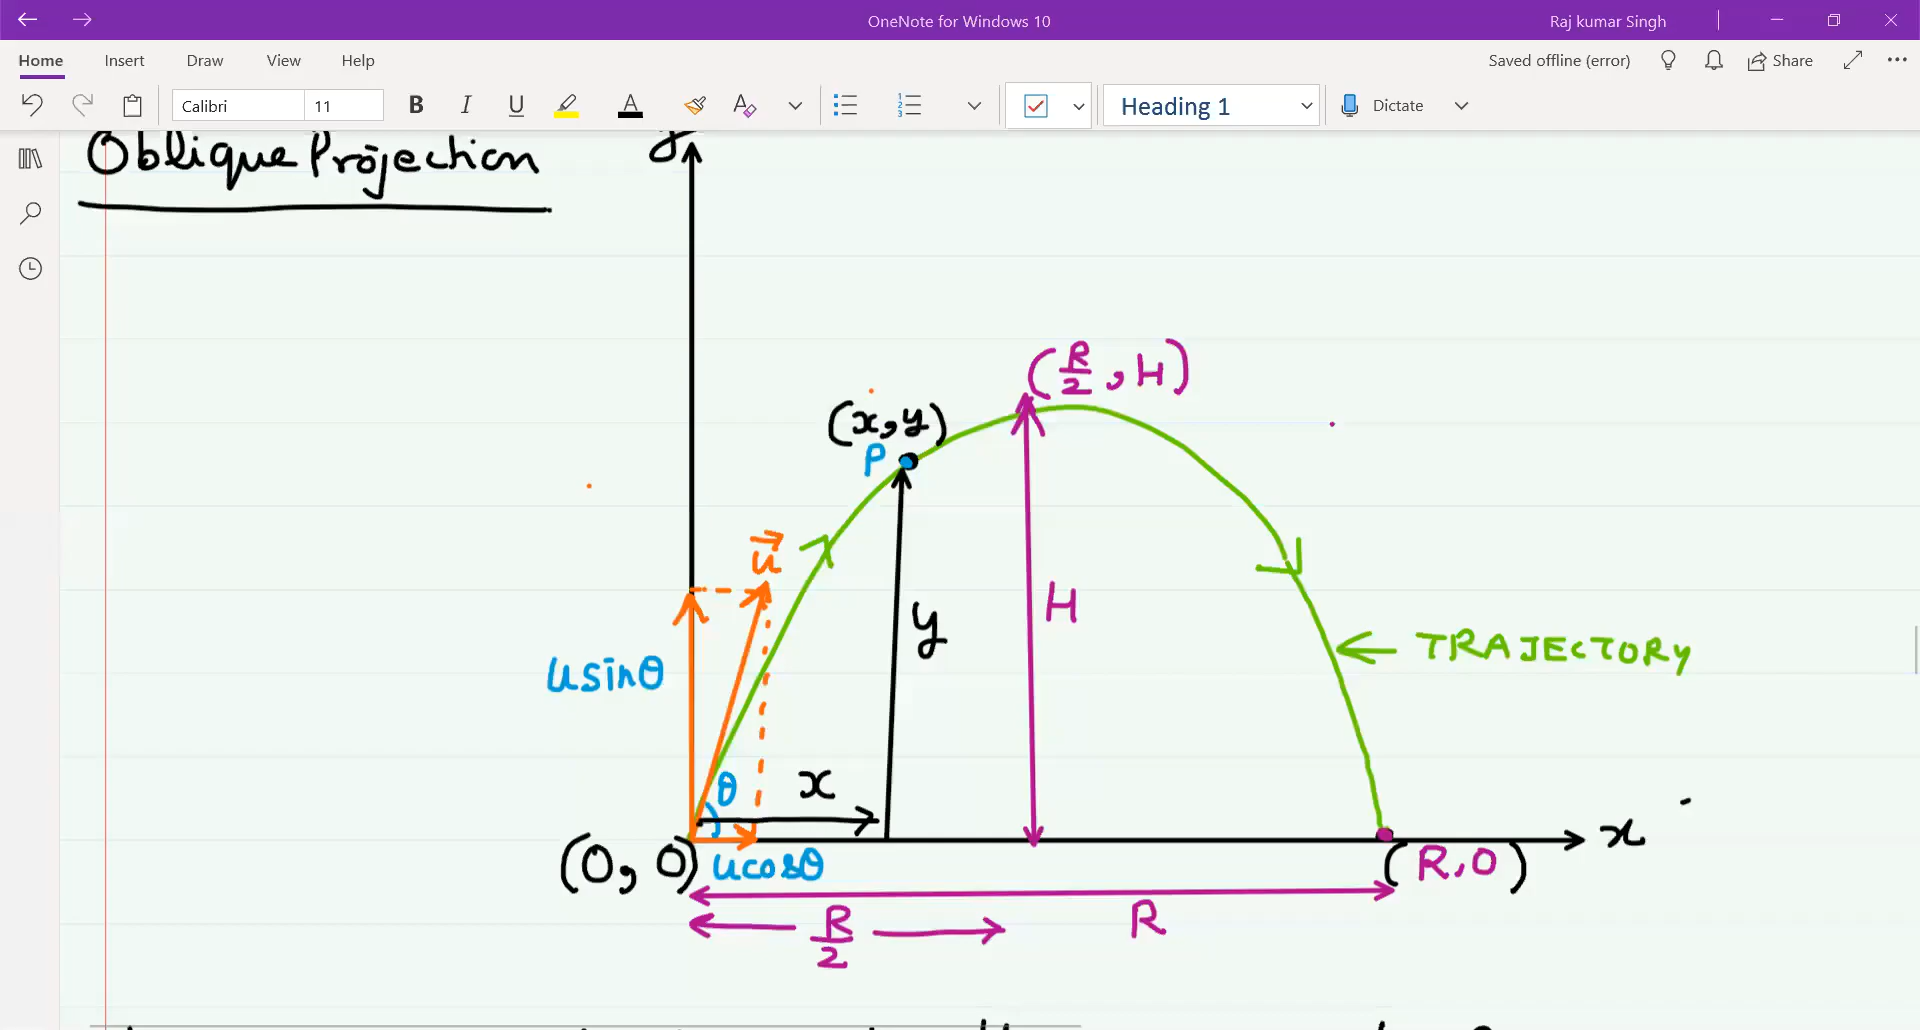 OneNote for Windows 10
Raj kumar Singh
Home Insert Draw View Help
Saved offline (error) Share
Calibri 11 B I U A Heading 1 Dictate
Oblique Projection
y
(R/2, H)
(x, y)
P
u
y
H
usinθ
TRAJECTORY
θ
x
x
(0, 0)
ucosθ
(R, 0)
R/2
R